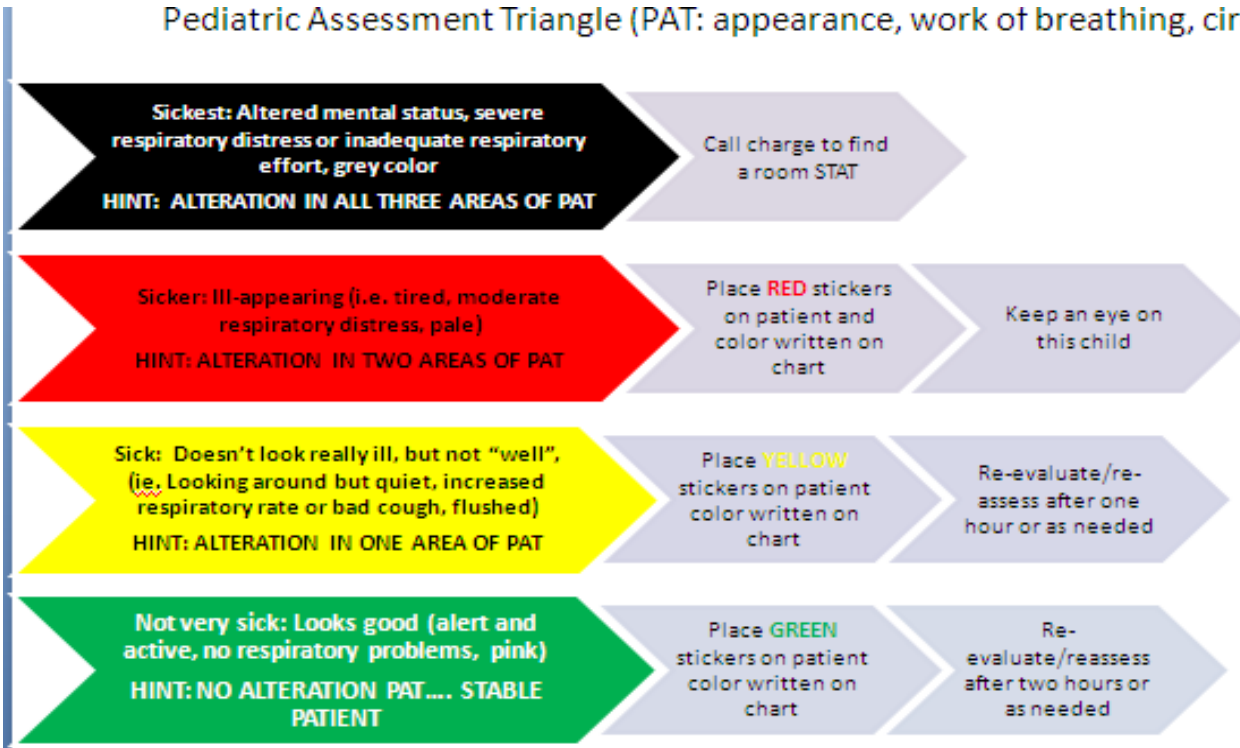 Pediatric Assessment Triangle (PAT: appearance, work of breathing, cir
Sickest: Altered mental status, severe
respiratory distress or inadequate respiratory
effort, grey color
HINT: ALTERATION IN ALL THREE AREAS OF PAT
Call charge to find
a room STAT
Sicker: Ill-appearing (i.e. tired, moderate
respiratory distress, pale)
HINT: ALTERATION IN TWO AREAS OF PAT
Place RED stickers
on patient and
color written on
chart
Keep an eye on
this child
Sick: Doesn't look really ill, but not “well”,
(ie. Looking around but quiet, increased
respiratory rate or bad cough, flushed)
HINT: ALTERATION IN ONE AREA OF PAT
Place YELLOW
stickers on patient
color written on
chart
Re-evaluate/re-
assess after one
hour or as needed
Not very sick: Looks good (alert and
active, no respiratory problems, pink)
HINT: NO ALTERATION PAT.... STABLE
PATIENT
Place GREEN
stickers on patient
color written on
chart
Re-
evaluate/reassess
after two hours or
as needed